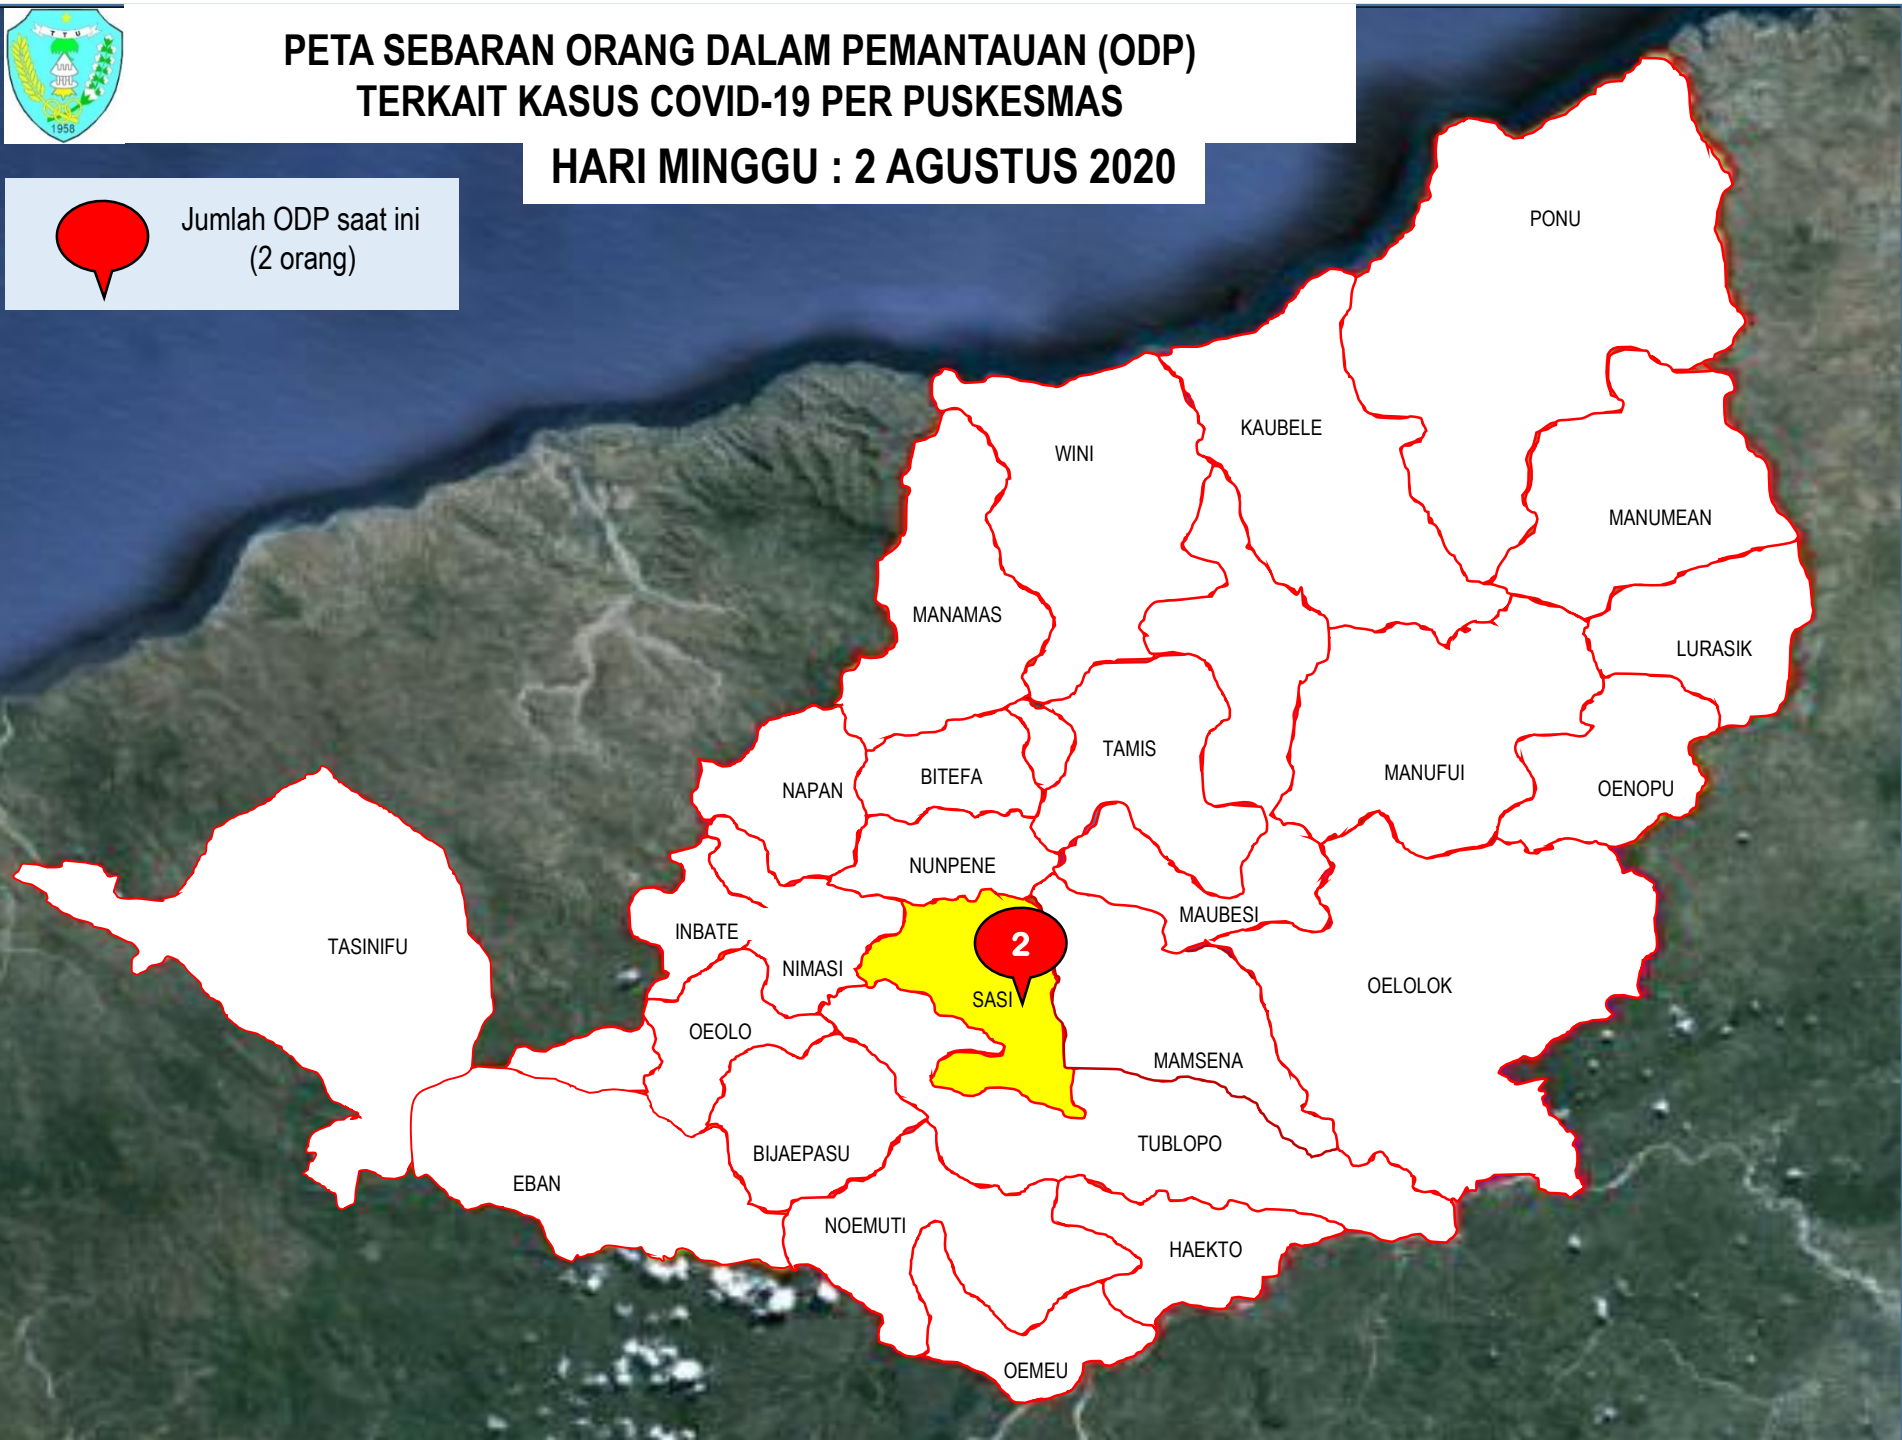 T T U
1958
PETA SEBARAN ORANG DALAM PEMANTAUAN (ODP)
TERKAIT KASUS COVID-19 PER PUSKESMAS
HARI MINGGU : 2 AGUSTUS 2020
Jumlah ODP saat ini
(2 orang)
PONU
KAUBELE
WINI
MANUMEAN
MANAMAS
LURASIK
TAMIS
BITEFA
MANUFUI
NAPAN
OENOPU
NUNPENE
MAUBESI
INBATE
2
TASINIFU
NIMASI
OELOLOK
SASI
OEOLO
MAMSENA
TUBLOPO
BIJAEPASU
EBAN
NOEMUTI
HAEKTO
OEMEU